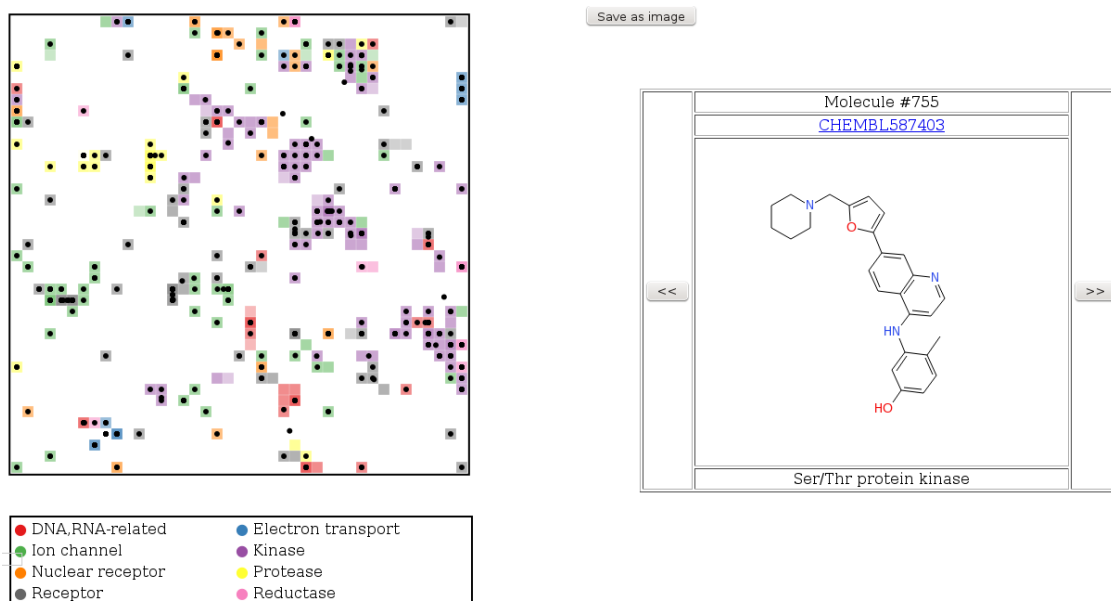 Save as image
Molecule #755
CHEMBL587403
N
O
N
HN
HO
<<
>>
Ser/Thr protein kinase
DNA,RNA-related
Electron transport
Ion channel
Kinase
Nuclear receptor
Protease
Receptor
Reductase